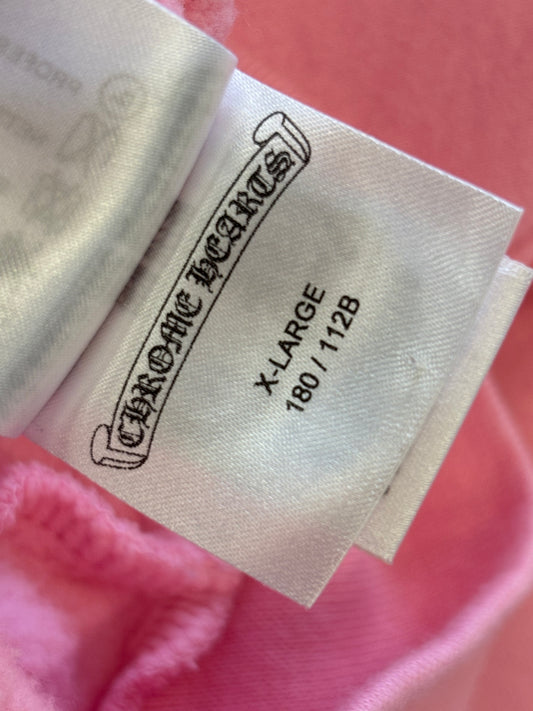 CHROME HEARTS
X-LARGE
180 / 112B